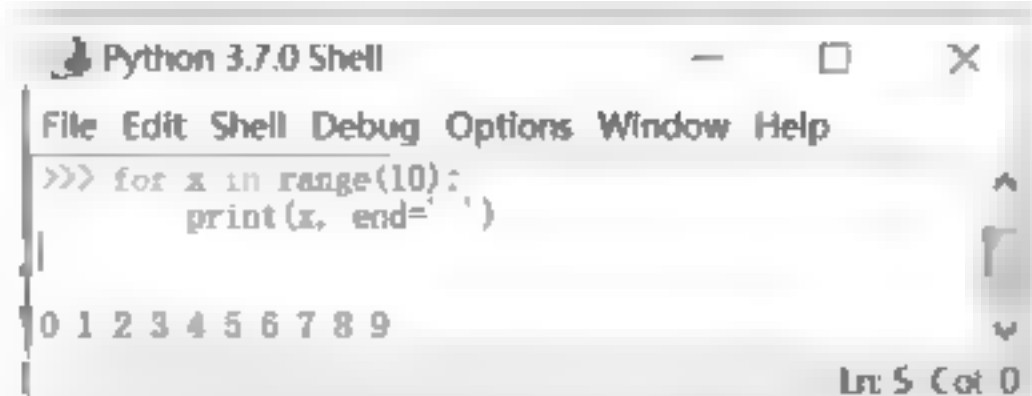 Python 3.7.0 Shell
File Edit Shell Debug Options Window Help
>>> for x in range(10):
        print(x, end=' ')
0 1 2 3 4 5 6 7 8 9
Ln: 5 Col: 0